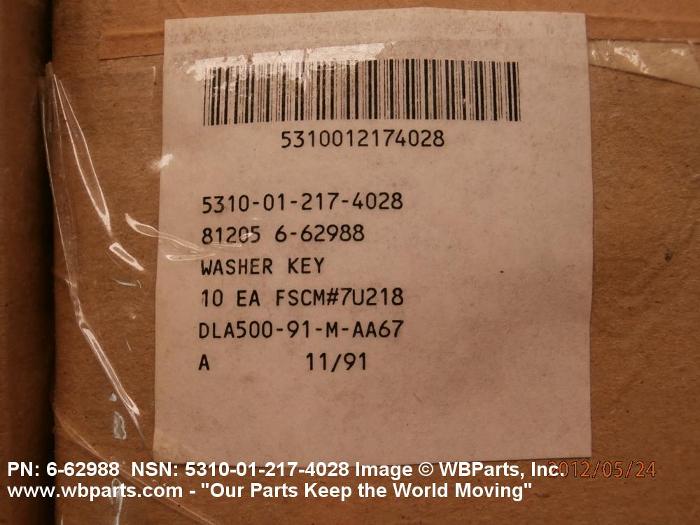 5310012174028
5310-01-217-4028
81205 6-62988
WASHER KEY
10 EA FSCM#7U218
DLA500-91-M-AA67
A 11/91
PN: 6-62988 NSN: 5310-01-217-4028 Image © WBParts, Inc.
2012/05/24
www.wbparts.com - "Our Parts Keep the World Moving"